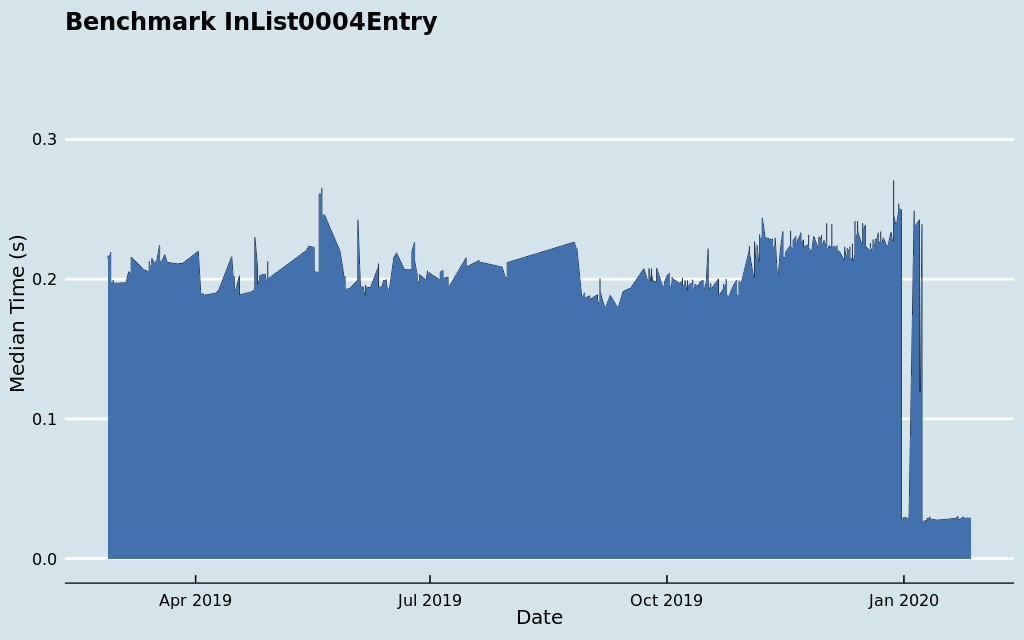 Benchmark InList0004Entry
Median Time (s)
0.3
0.2
0.1
0.0
Apr 2019
Jul 2019
Oct 2019
Jan 2020
Date